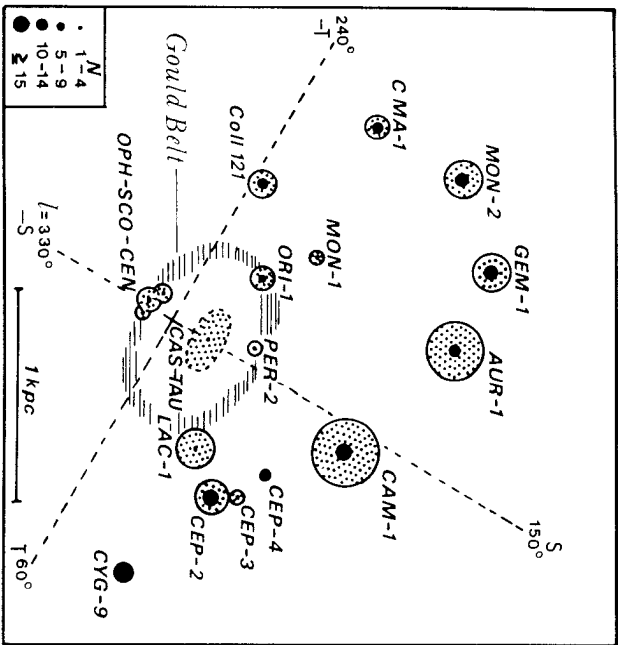 240°
-T
C MA-1
MON-2
Coll 121
MON-1
GEM-1
ORI-1
AUR-1
PER-2
Gould Belt
OPH-SCO-CEN
CAS-TAU
l=330°
-S
LAC-1
CAM-1
CEP-4
CEP-3
CEP-2
CYG-9
S
150°
T
60°
1 kpc
N
1-4
5-9
10-14
≧ 15